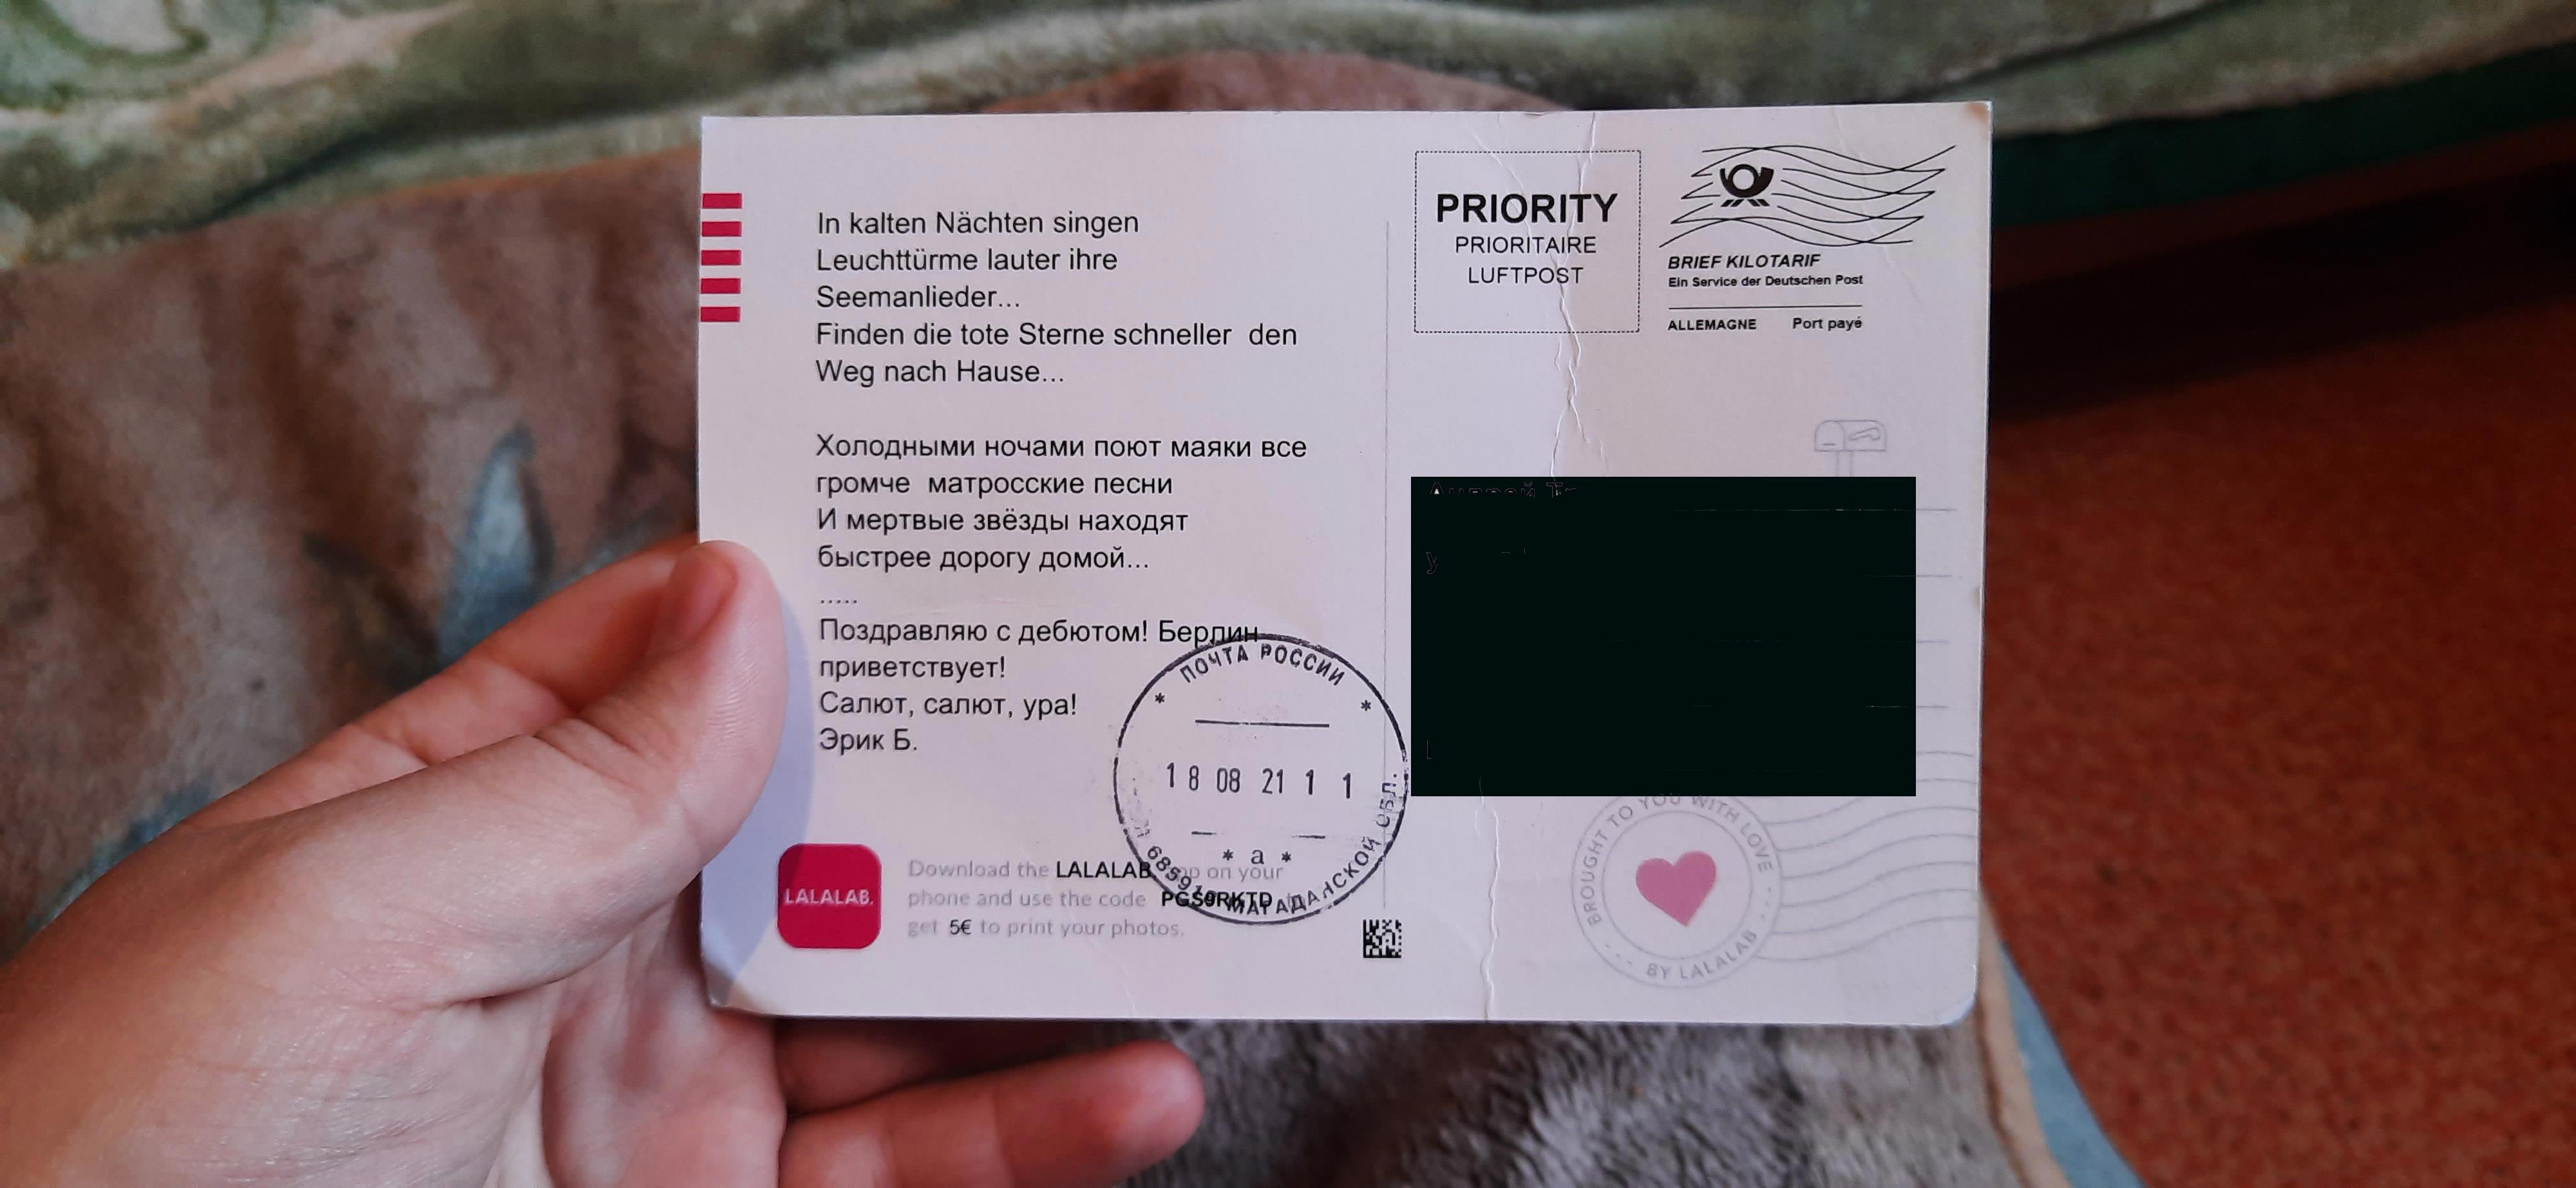 In kalten Nächten singen
Leuchttürme lauter ihre
Seemanlieder...
Finden die tote Sterne schneller  den
Weg nach Hause...
Холодными ночами поют маяки все
громче  матросские песни
И мертвые звёзды находят
быстрее дорогу домой...
.....
Поздравляю с дебютом! Берлин
приветствует!
Салют, салют, ура!
Эрик Б.
PRIORITY
PRIORITAIRE
LUFTPOST
BRIEF KILOTARIF
Ein Service der Deutschen Post
ALLEMAGNE Port payé
ПОЧТА РОССИИ
18 08 21 1 1
* а *
МАГАДАНСКОЙ ОБЛ.
LALALAB.
Download the LALALAB on your
phone and use the code PGS9RKTD
get 5€ to print your photos.
BROUGHT TO YOU WITH LOVE
BY LALALAB